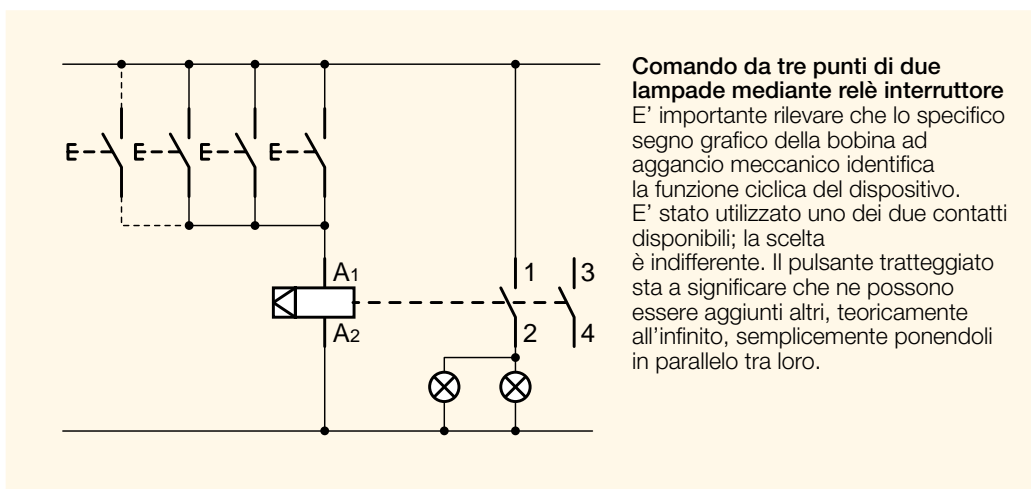 Comando da tre punti di due
lampade mediante relè interruttore
E’ importante rilevare che lo specifico
segno grafico della bobina ad
aggancio meccanico identifica
la funzione ciclica del dispositivo.
E’ stato utilizzato uno dei due contatti
disponibili; la scelta
è indifferente. Il pulsante tratteggiato
sta a significare che ne possono
essere aggiunti altri, teoricamente
all’infinito, semplicemente ponendoli
in parallelo tra loro.
A1
A2
1
2
3
4